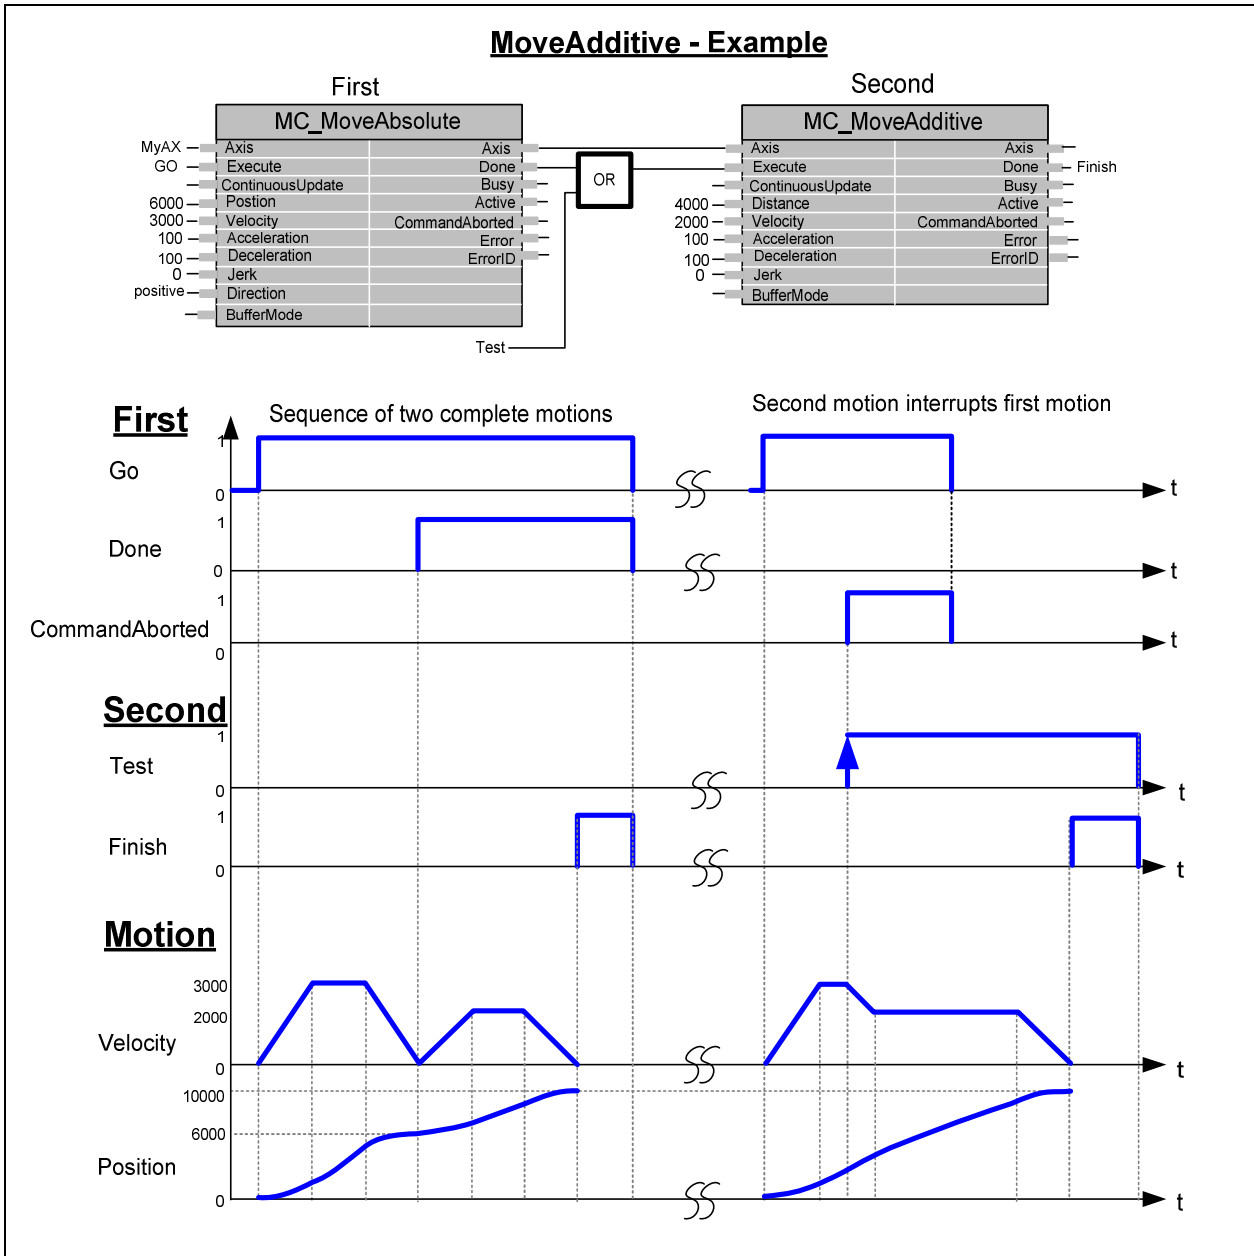 MoveAdditive - Example
First
Second
MC_MoveAbsolute
MC_MoveAdditive
MyAX Axis Axis
GO Execute Done
ContinuousUpdate Busy
6000 Postion Active
3000 Velocity CommandAborted
100 Acceleration Error
100 Deceleration ErrorID
0 Jerk
positive Direction
BufferMode
OR
Test
Axis Axis
Execute Done Finish
ContinuousUpdate Busy
4000 Distance Active
2000 Velocity CommandAborted
100 Acceleration Error
100 Deceleration ErrorID
0 Jerk
BufferMode
First
Sequence of two complete motions
Second motion interrupts first motion
1
Go
0
t
1
Done
0
t
1
CommandAborted
0
t
Second
1
Test
0
t
1
Finish
0
t
Motion
3000
2000
Velocity
0
t
10000
6000
Position
0
t